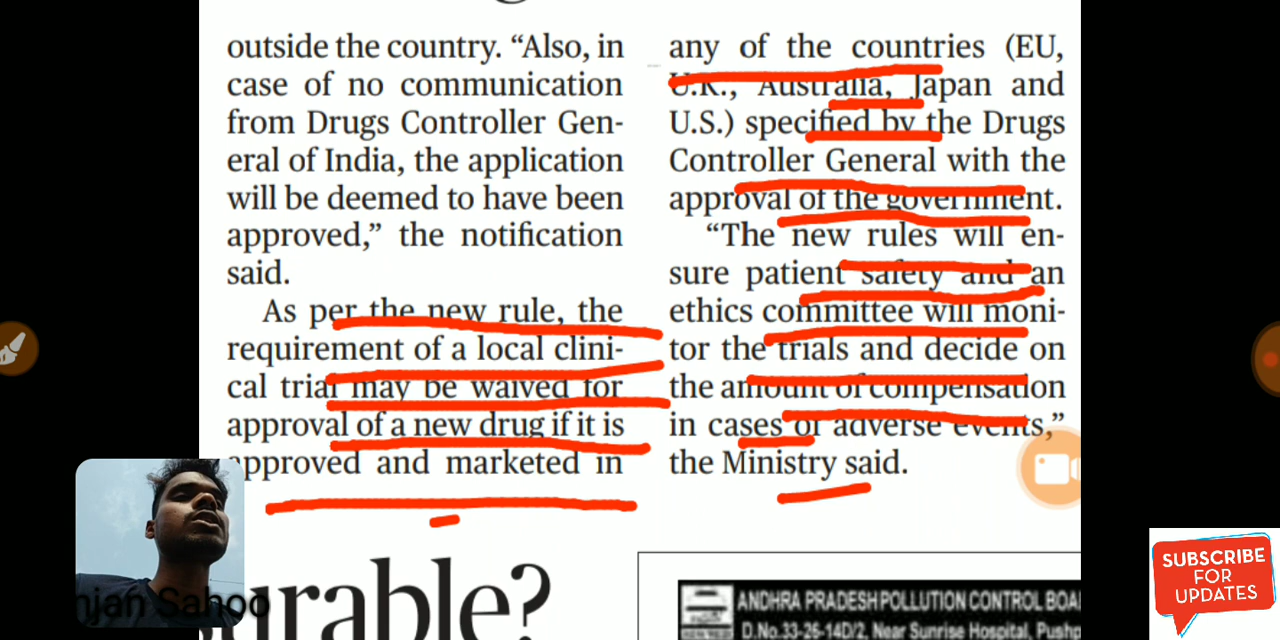 outside the country. “Also, in
case of no communication
from Drugs Controller Gen-
eral of India, the application
will be deemed to have been
approved,” the notification
said.
As per the new rule, the
requirement of a local clini-
cal trial may be waived for
approval of a new drug if it is
approved and marketed in
any of the countries (EU,
U.K., Australia, Japan and
U.S.) specified by the Drugs
Controller General with the
approval of the government.
“The new rules will en-
sure patient safety and an
ethics committee will moni-
tor the trials and decide on
the amount of compensation
in cases of adverse events,”
the Ministry said.
njan Sahoo
urable?
ANDHRA PRADESH POLLUTION CONTROL BOA
D.No.33-26-14D/2, Near Sunrise Hospital, Pushp
SUBSCRIBE
FOR
UPDATES